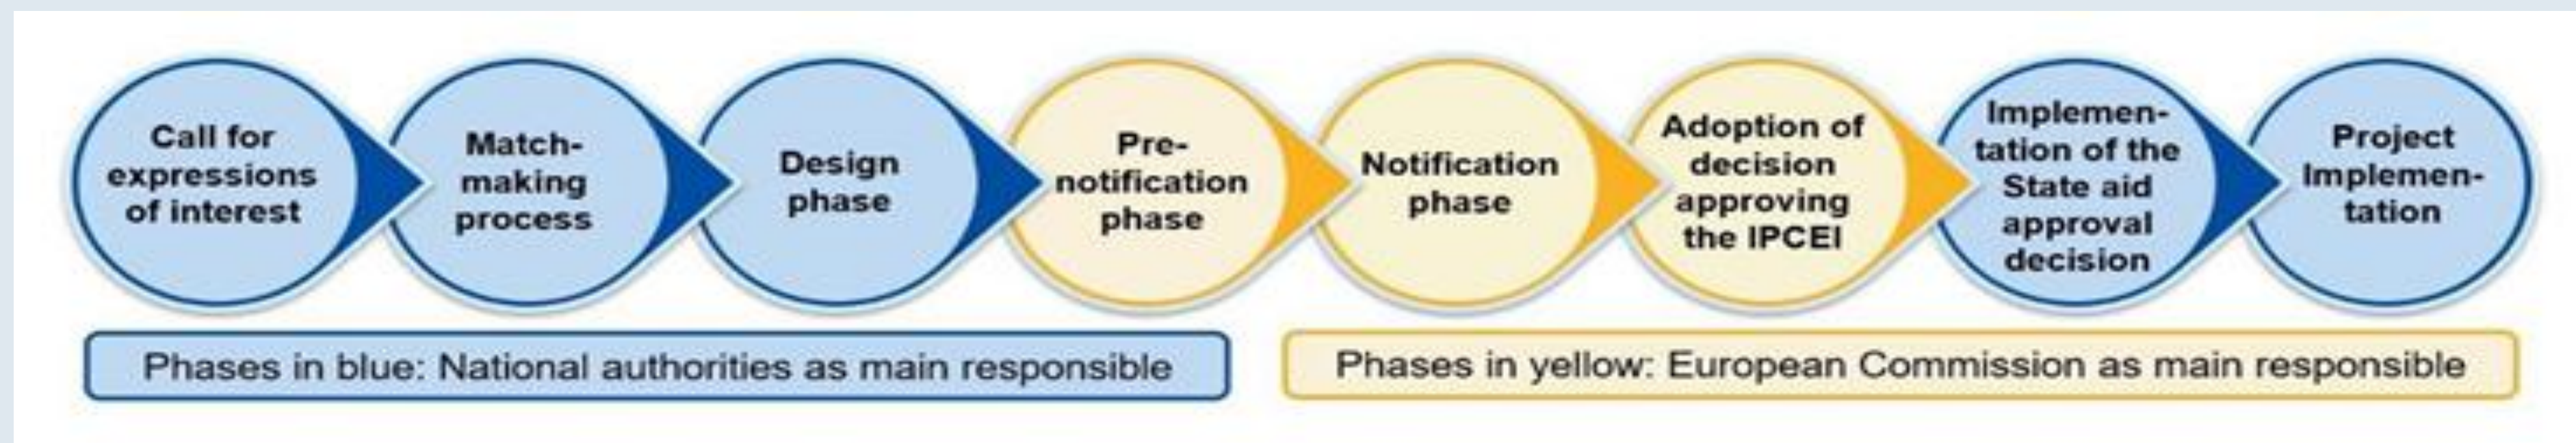 Call for
expressions
of interest
Match-
making
process
Design
phase
Pre-
notification
phase
Notification
phase
Adoption of
decision
approving
the IPCEI
Implemen-
tation of the
State aid
approval
decision
Project
Implemen-
tation
Phases in blue: National authorities as main responsible
Phases in yellow: European Commission as main responsible